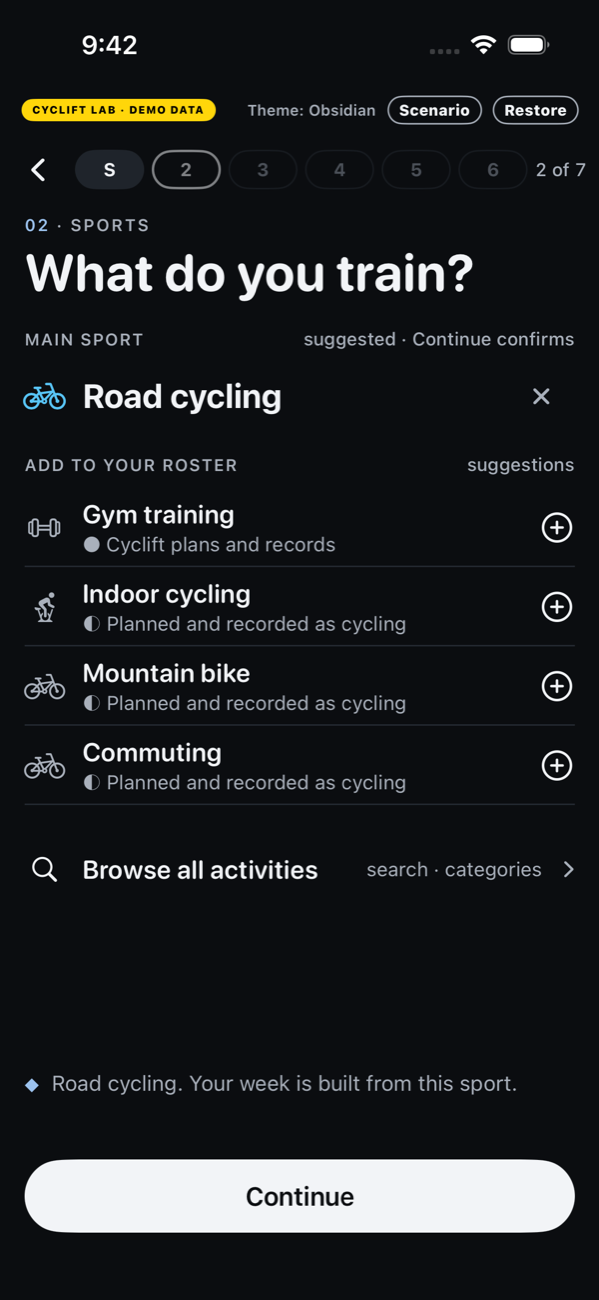 9:42
CYCLIFT LAB · DEMO DATA Theme: Obsidian Scenario Restore
S 2 3 4 5 6 2 of 7
02 · SPORTS
What do you train?
MAIN SPORT suggested · Continue confirms
Road cycling
ADD TO YOUR ROSTER suggestions
Gym training
Cyclift plans and records
Indoor cycling
Planned and recorded as cycling
Mountain bike
Planned and recorded as cycling
Commuting
Planned and recorded as cycling
Browse all activities search · categories
Road cycling. Your week is built from this sport.
Continue